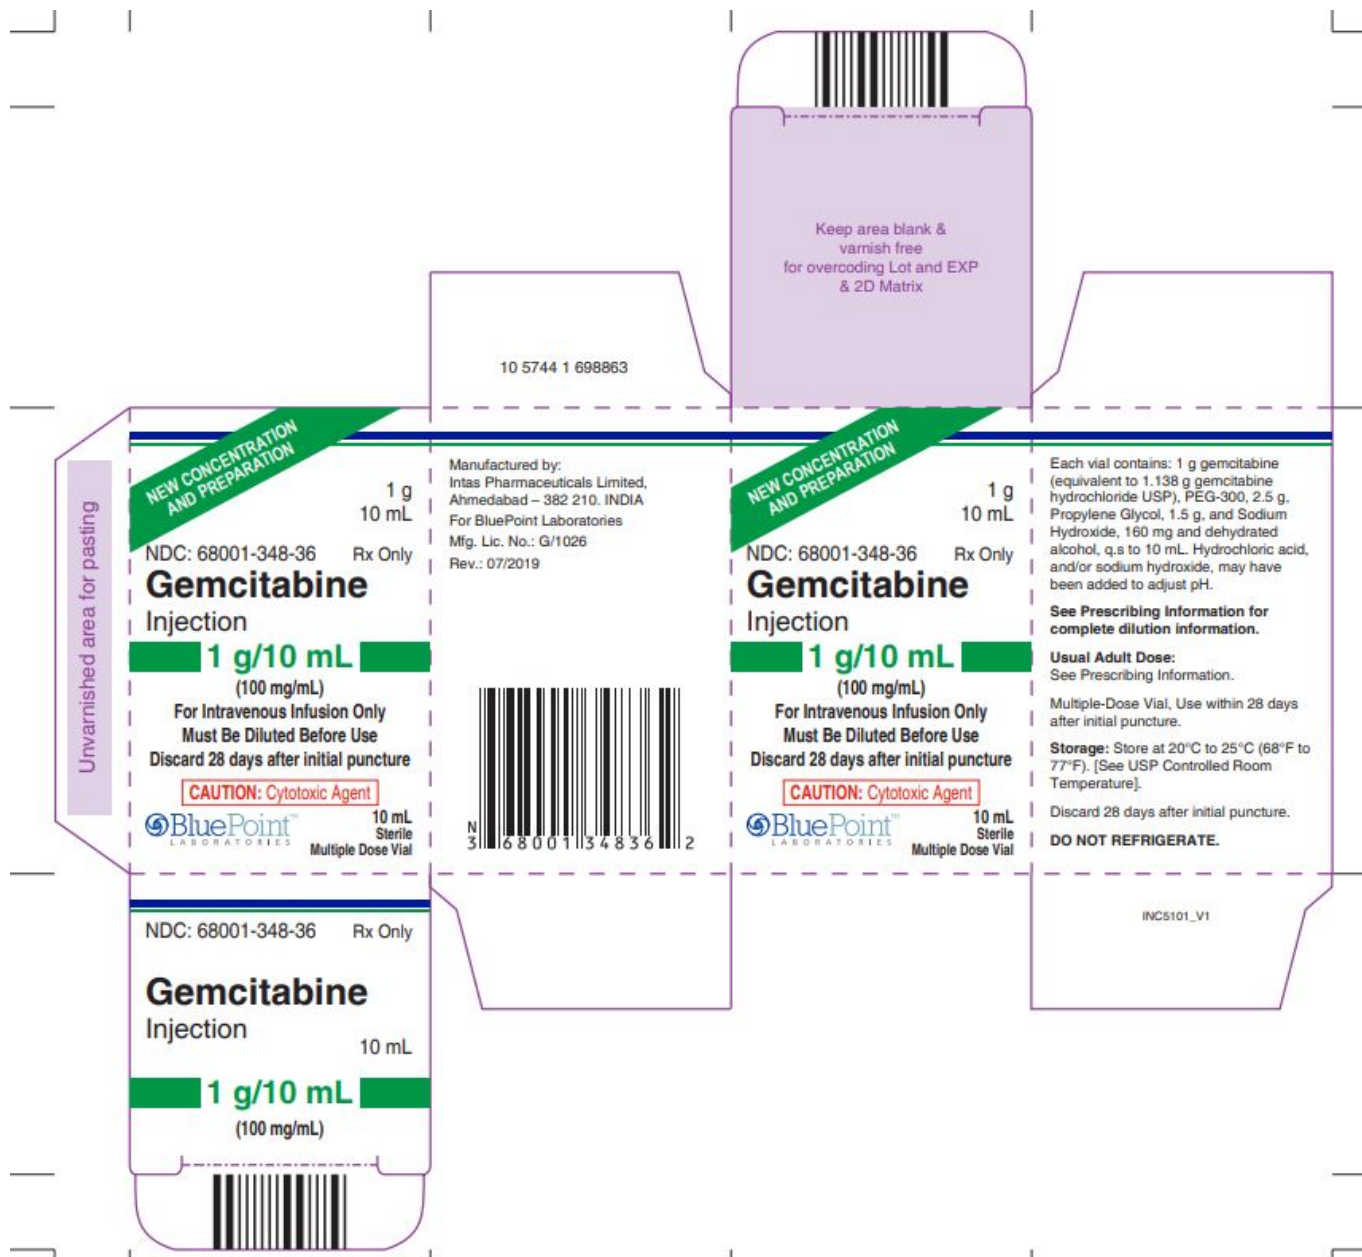 Keep area blank &
varnish free
for overcoding Lot and EXP
& 2D Matrix
10 5744 1 698863
Unvarnished area for pasting
NEW CONCENTRATION
AND PREPARATION
1 g
10 mL
NDC: 68001-348-36 Rx Only
Gemcitabine
Injection
1 g/10 mL
(100 mg/mL)
For Intravenous Infusion Only
Must Be Diluted Before Use
Discard 28 days after initial puncture
CAUTION: Cytotoxic Agent
BluePoint™
LABORATORIES
10 mL
Sterile
Multiple Dose Vial
Manufactured by:
Intas Pharmaceuticals Limited,
Ahmedabad – 382 210. INDIA
For BluePoint Laboratories
Mfg. Lic. No.: G/1026
Rev.: 07/2019
N
3 68001 34836 2
NEW CONCENTRATION
AND PREPARATION
1 g
10 mL
NDC: 68001-348-36 Rx Only
Gemcitabine
Injection
1 g/10 mL
(100 mg/mL)
For Intravenous Infusion Only
Must Be Diluted Before Use
Discard 28 days after initial puncture
CAUTION: Cytotoxic Agent
BluePoint™
LABORATORIES
10 mL
Sterile
Multiple Dose Vial
Each vial contains: 1 g gemcitabine
(equivalent to 1.138 g gemcitabine
hydrochloride USP), PEG-300, 2.5 g,
Propylene Glycol, 1.5 g, and Sodium
Hydroxide, 160 mg and dehydrated
alcohol, q.s to 10 mL. Hydrochloric acid,
and/or sodium hydroxide, may have
been added to adjust pH.
See Prescribing Information for
complete dilution information.
Usual Adult Dose:
See Prescribing Information.
Multiple-Dose Vial, Use within 28 days
after initial puncture.
Storage: Store at 20°C to 25°C (68°F to
77°F). [See USP Controlled Room
Temperature].
Discard 28 days after initial puncture.
DO NOT REFRIGERATE.
INC5101_V1
NDC: 68001-348-36 Rx Only
Gemcitabine
Injection
10 mL
1 g/10 mL
(100 mg/mL)